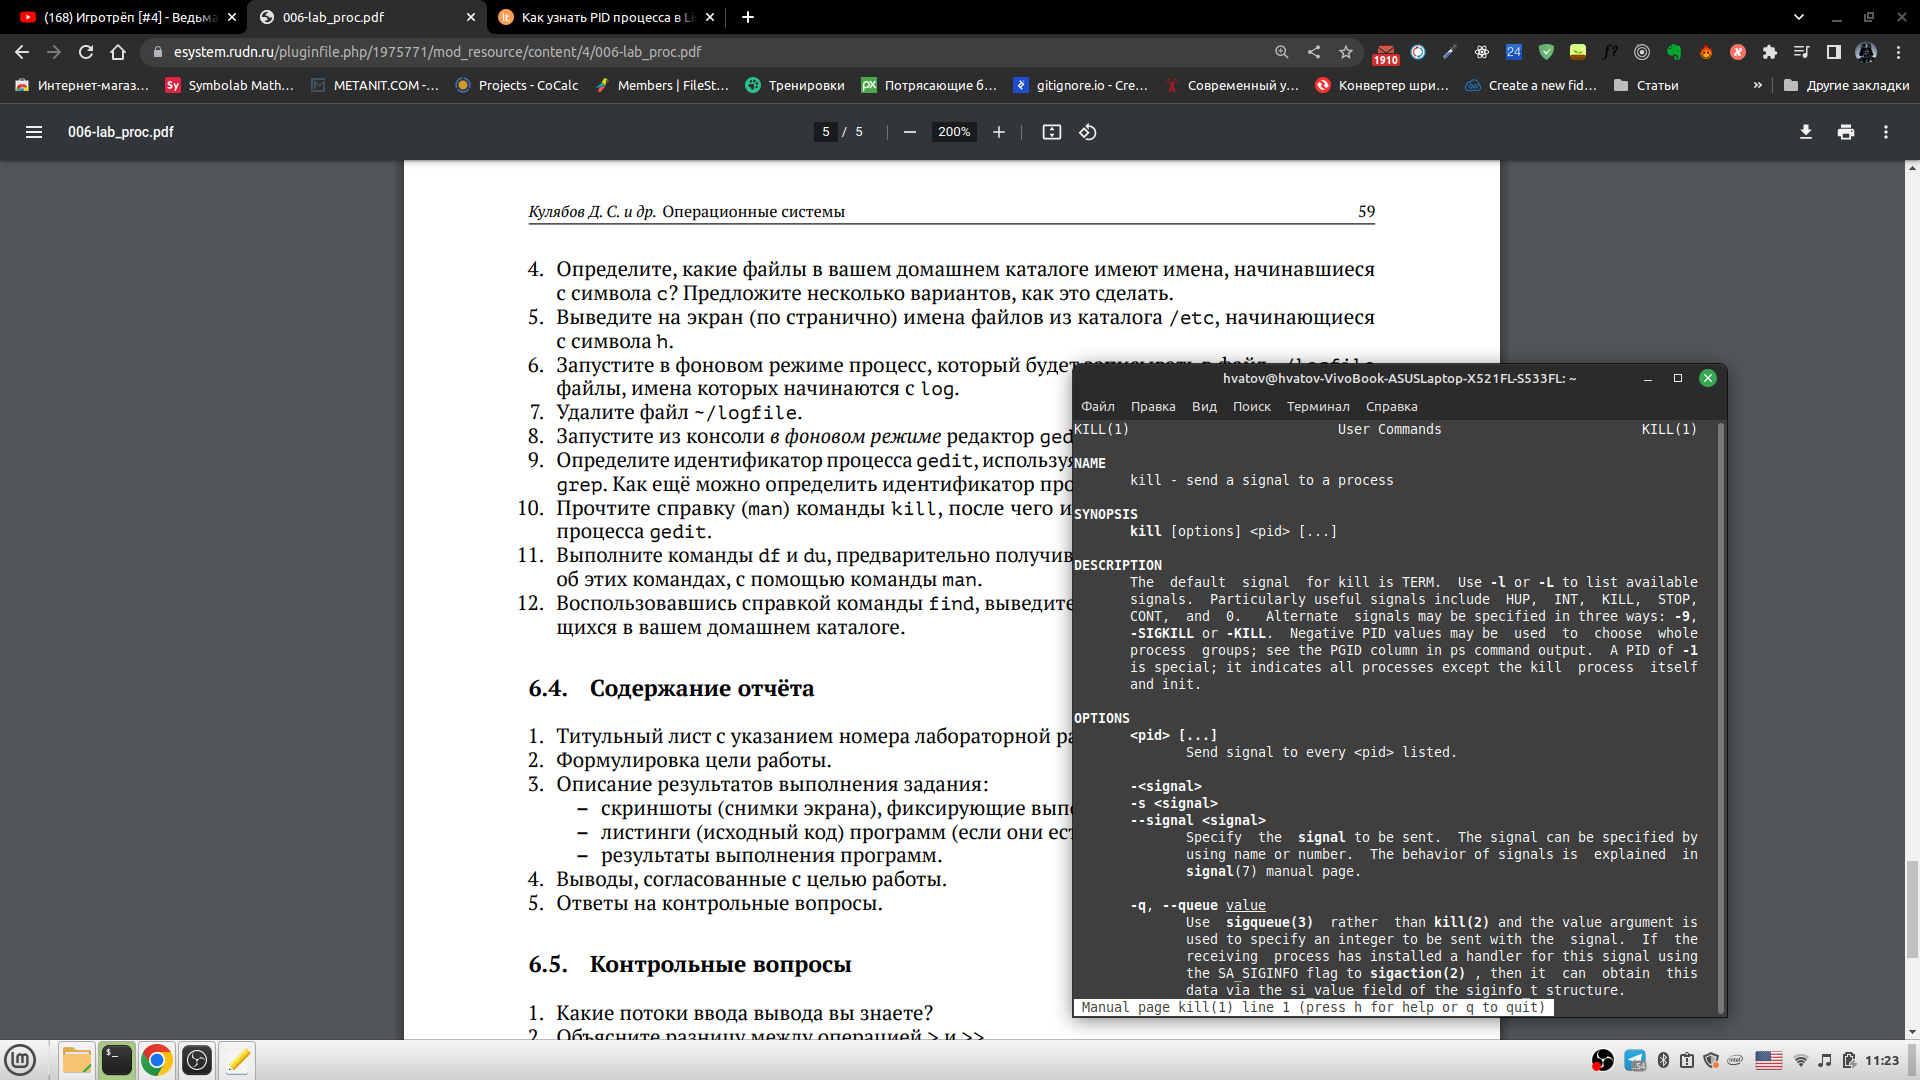 (168) Игротрёп [#4] - Ведьма
006-lab_proc.pdf
Как узнать PID процесса в Li
esystem.rudn.ru/pluginfile.php/1975771/mod_resource/content/4/006-lab_proc.pdf
1910
24
f?
Интернет-магаз...
Sy
Symbolab Math...
METANIT.COM -...
Projects - CoCalc
Members | FileSt...
Тренировки
px
Потрясающие б...
gitignore.io - Cre...
Современный у...
Конвертер шри...
Create a new fid...
Статьи
»
Другие закладки
006-lab_proc.pdf
5 / 5
200%
Кулябов Д. С. и др. Операционные системы 59
4. Определите, какие файлы в вашем домашнем каталоге имеют имена, начинавшиеся
с символа c? Предложите несколько вариантов, как это сделать.
5. Выведите на экран (по странично) имена файлов из каталога /etc, начинающиеся
с символа h.
6. Запустите в фоновом режиме процесс, который будет записывать в файл ~/logfile
файлы, имена которых начинаются с log.
7. Удалите файл ~/logfile.
8. Запустите из консоли в фоновом режиме редактор ged
9. Определите идентификатор процесса gedit, используя
grep. Как ещё можно определить идентификатор про
10. Прочтите справку (man) команды kill, после чего и
процесса gedit.
11. Выполните команды df и du, предварительно получив
об этих командах, с помощью команды man.
12. Воспользовавшись справкой команды find, выведите
щихся в вашем домашнем каталоге.
6.4. Содержание отчёта
1. Титульный лист с указанием номера лабораторной ра
2. Формулировка цели работы.
3. Описание результатов выполнения задания:
– скриншоты (снимки экрана), фиксирующие вып
– листинги (исходный код) программ (если они ест
– результаты выполнения программ.
4. Выводы, согласованные с целью работы.
5. Ответы на контрольные вопросы.
6.5. Контрольные вопросы
1. Какие потоки ввода вывода вы знаете?
2. Объясните разницу между операцией > и >>.
hvatov@hvatov-VivoBook-ASUSLaptop-X521FL-S533FL: ~
Файл Правка Вид Поиск Терминал Справка
KILL(1) User Commands KILL(1)
NAME
kill - send a signal to a process
SYNOPSIS
kill [options] <pid> [...]
DESCRIPTION
The default signal for kill is TERM. Use -l or -L to list available
signals. Particularly useful signals include HUP, INT, KILL, STOP,
CONT, and 0. Alternate signals may be specified in three ways: -9,
-SIGKILL or -KILL. Negative PID values may be used to choose whole
process groups; see the PGID column in ps command output. A PID of -1
is special; it indicates all processes except the kill process itself
and init.
OPTIONS
<pid> [...]
Send signal to every <pid> listed.
-<signal>
-s <signal>
--signal <signal>
Specify the signal to be sent. The signal can be specified by
using name or number. The behavior of signals is explained in
signal(7) manual page.
-q, --queue value
Use sigqueue(3) rather than kill(2) and the value argument is
used to specify an integer to be sent with the signal. If the
receiving process has installed a handler for this signal using
the SA_SIGINFO flag to sigaction(2) , then it can obtain this
data via the si_value field of the siginfo_t structure.
Manual page kill(1) line 1 (press h for help or q to quit)
11:23